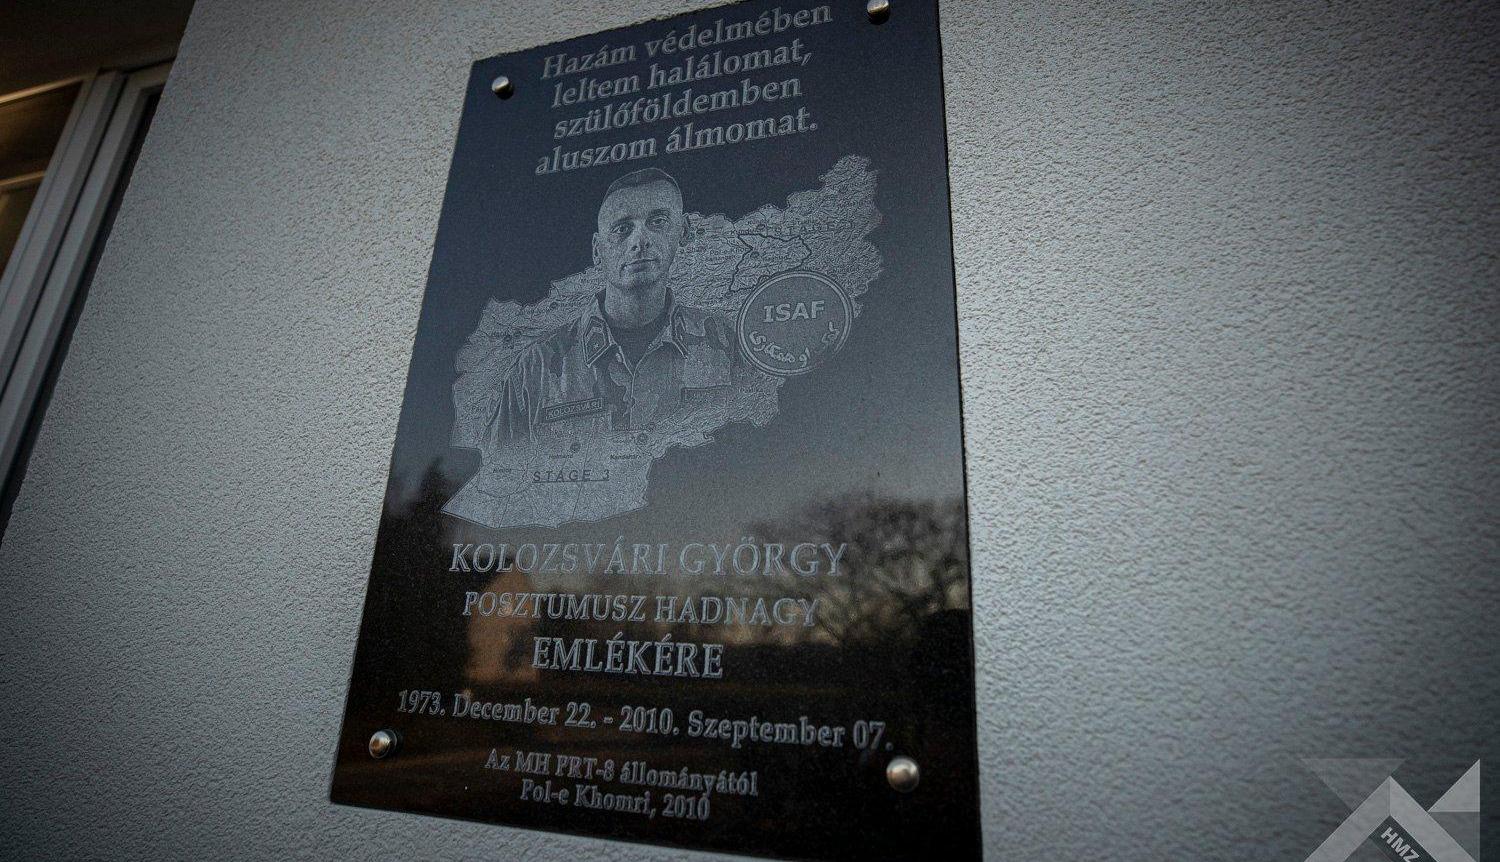 Hazám védelmében
leltem halálomat,
szülőföldemben
aluszom álmomat.
STAGE
ISAF
KOLOZSVÁRI
STAGE 3
KOLOZSVÁRI GYÖRGY
POSZTUMUSZ HADNAGY
EMLÉKÉRE
1973. December 22. - 2010. Szeptember 07.
Az MH PRT-8 állományától
Pol-e Khomri, 2010
HMZ